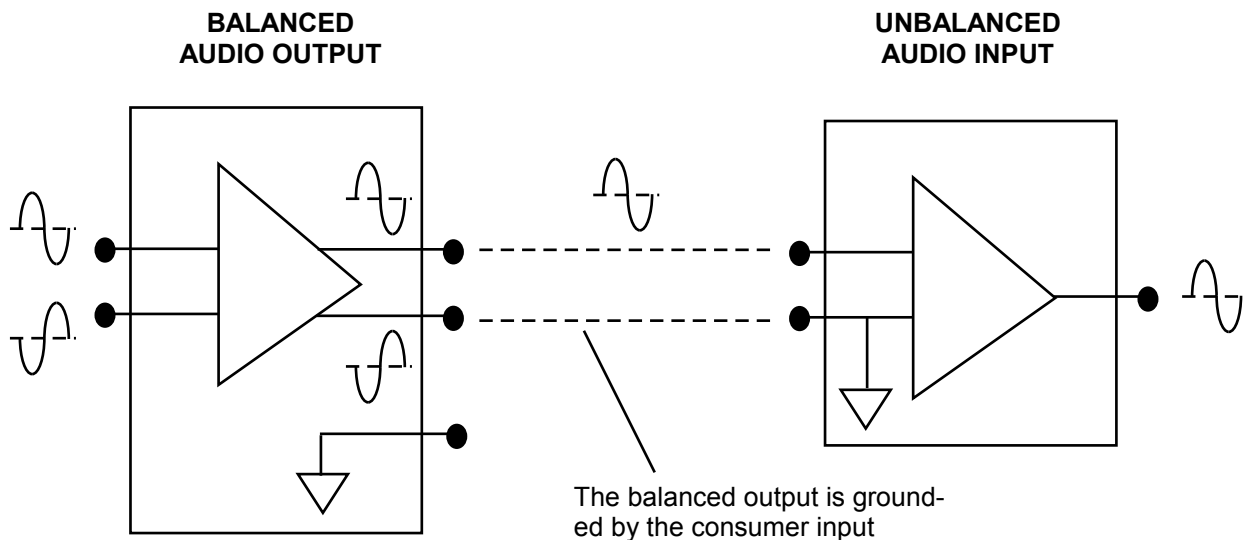 BALANCED
AUDIO OUTPUT
UNBALANCED
AUDIO INPUT
The balanced output is ground-
ed by the consumer input